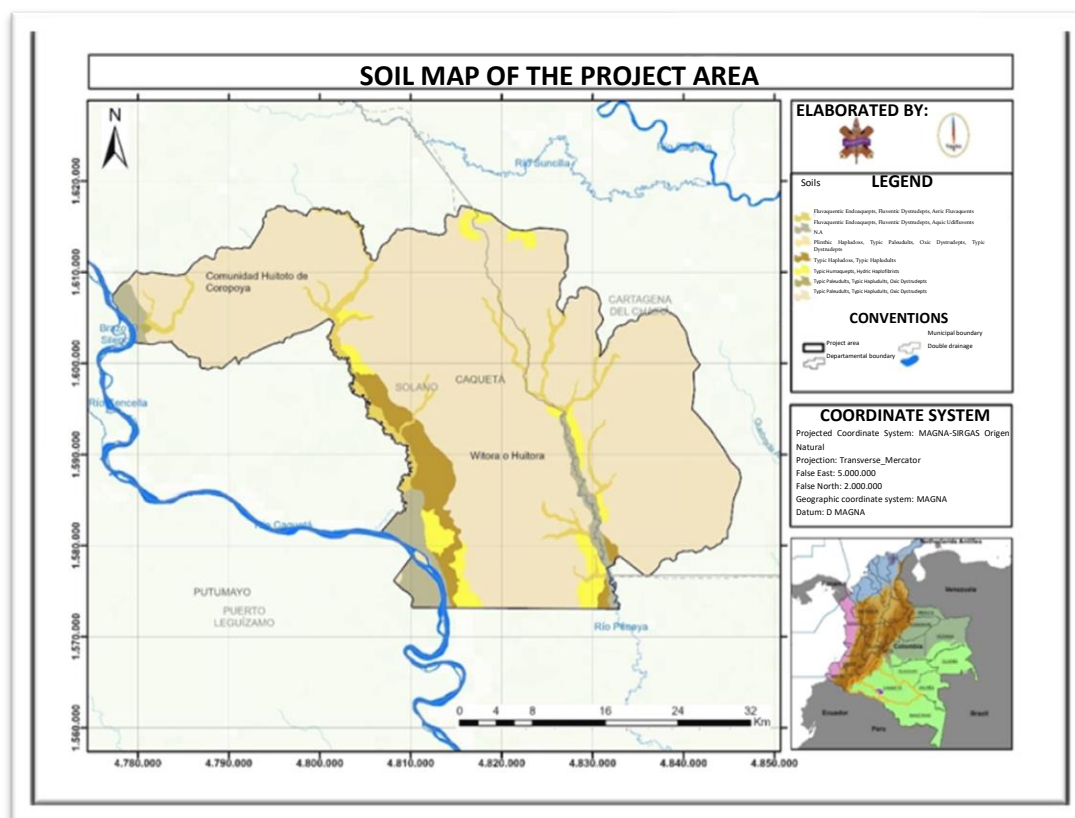 SOIL MAP OF THE PROJECT AREA
N
1.620.000
1.610.000
1.600.000
1.590.000
1.580.000
1.570.000
1.560.000
4.780.000
4.790.000
4.800.000
4.810.000
4.820.000
4.830.000
4.840.000
4.850.000
Río Suncilla
Comunidad Huitoto de
Coropoya
CARTAGENA
DEL
Brazo
SOLANO
CAQUETÁ
Witora o Huitora
Río Caquetá
PUTUMAYO
PUERTO
LEGUÍZAMO
Río
0 4 8 16 24 32
Km
ELABORATED BY:
Soils
LEGEND
Fluvaquentic Endoaquepts, Fluventic Dystrudepts, Aeric Fluvaquents
Fluvaquentic Endoaquepts, Fluventic Dystrudepts, Aquic Udifluvents
N.A
Plinthic Hapludoss, Typic Paleudults, Oxic Dystrudepts, Typic
Dystrudepts
Typic Hapludoss, Typic Hapludults
Typic Humaquepts, Hydric Haplofibrists
Typic Paleudults, Typic Hapludults, Oxic Dystrudepts
Typic Paleudults, Typic Hapludults, Oxic Dystrudepts
CONVENTIONS
Project area
Departamental boundary
Municipal boundary
Double drainage
COORDINATE SYSTEM
Projected Coordinate System: MAGNA-SIRGAS Origen
Natural
Projection: Transverse_Mercator
False East: 5.000.000
False North: 2.000.000
Geographic coordinate system: MAGNA
Datum: D MAGNA
Netherlands Antilles
Venezuela
Colombia
Ecuador
Peru
Brazil